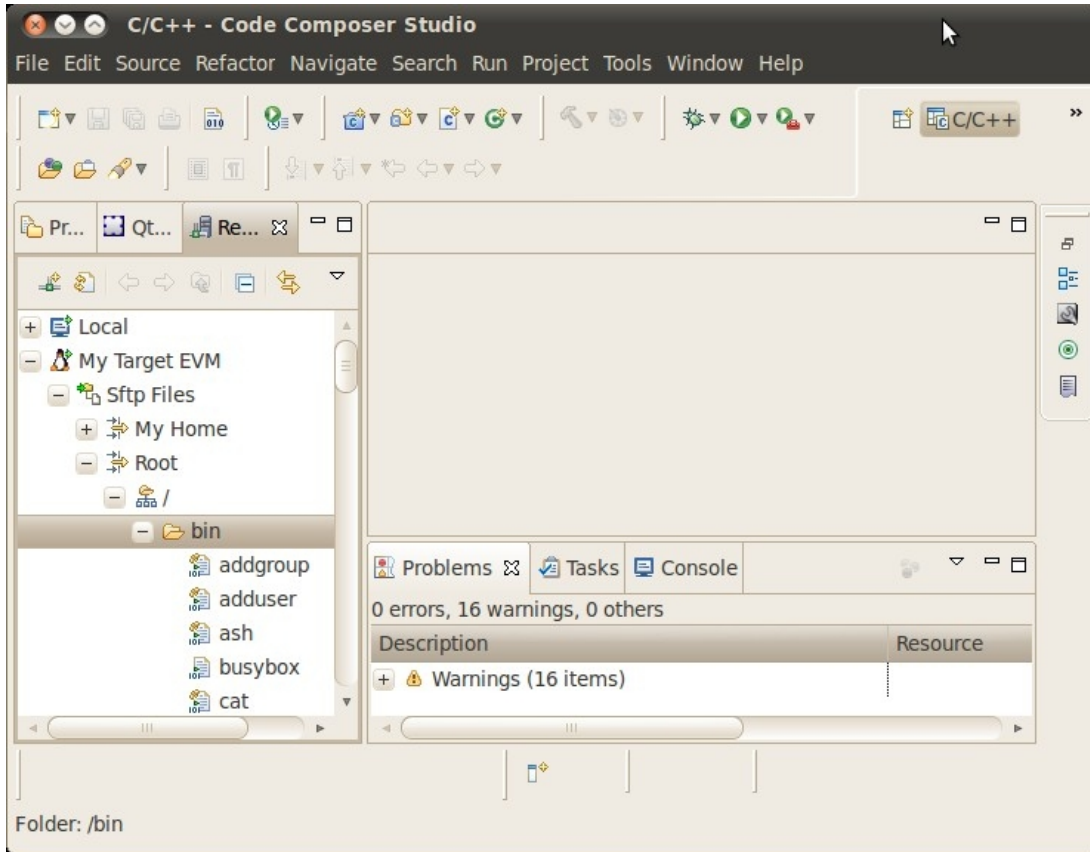 C/C++ - Code Composer Studio
File Edit Source Refactor Navigate Search Run Project Tools Window Help
010
C/C++
»
Pr... Qt... Re...
Local
My Target EVM
Sftp Files
My Home
Root
/
bin
addgroup
adduser
ash
busybox
cat
Problems Tasks Console
0 errors, 16 warnings, 0 others
Description Resource
Warnings (16 items)
Folder: /bin